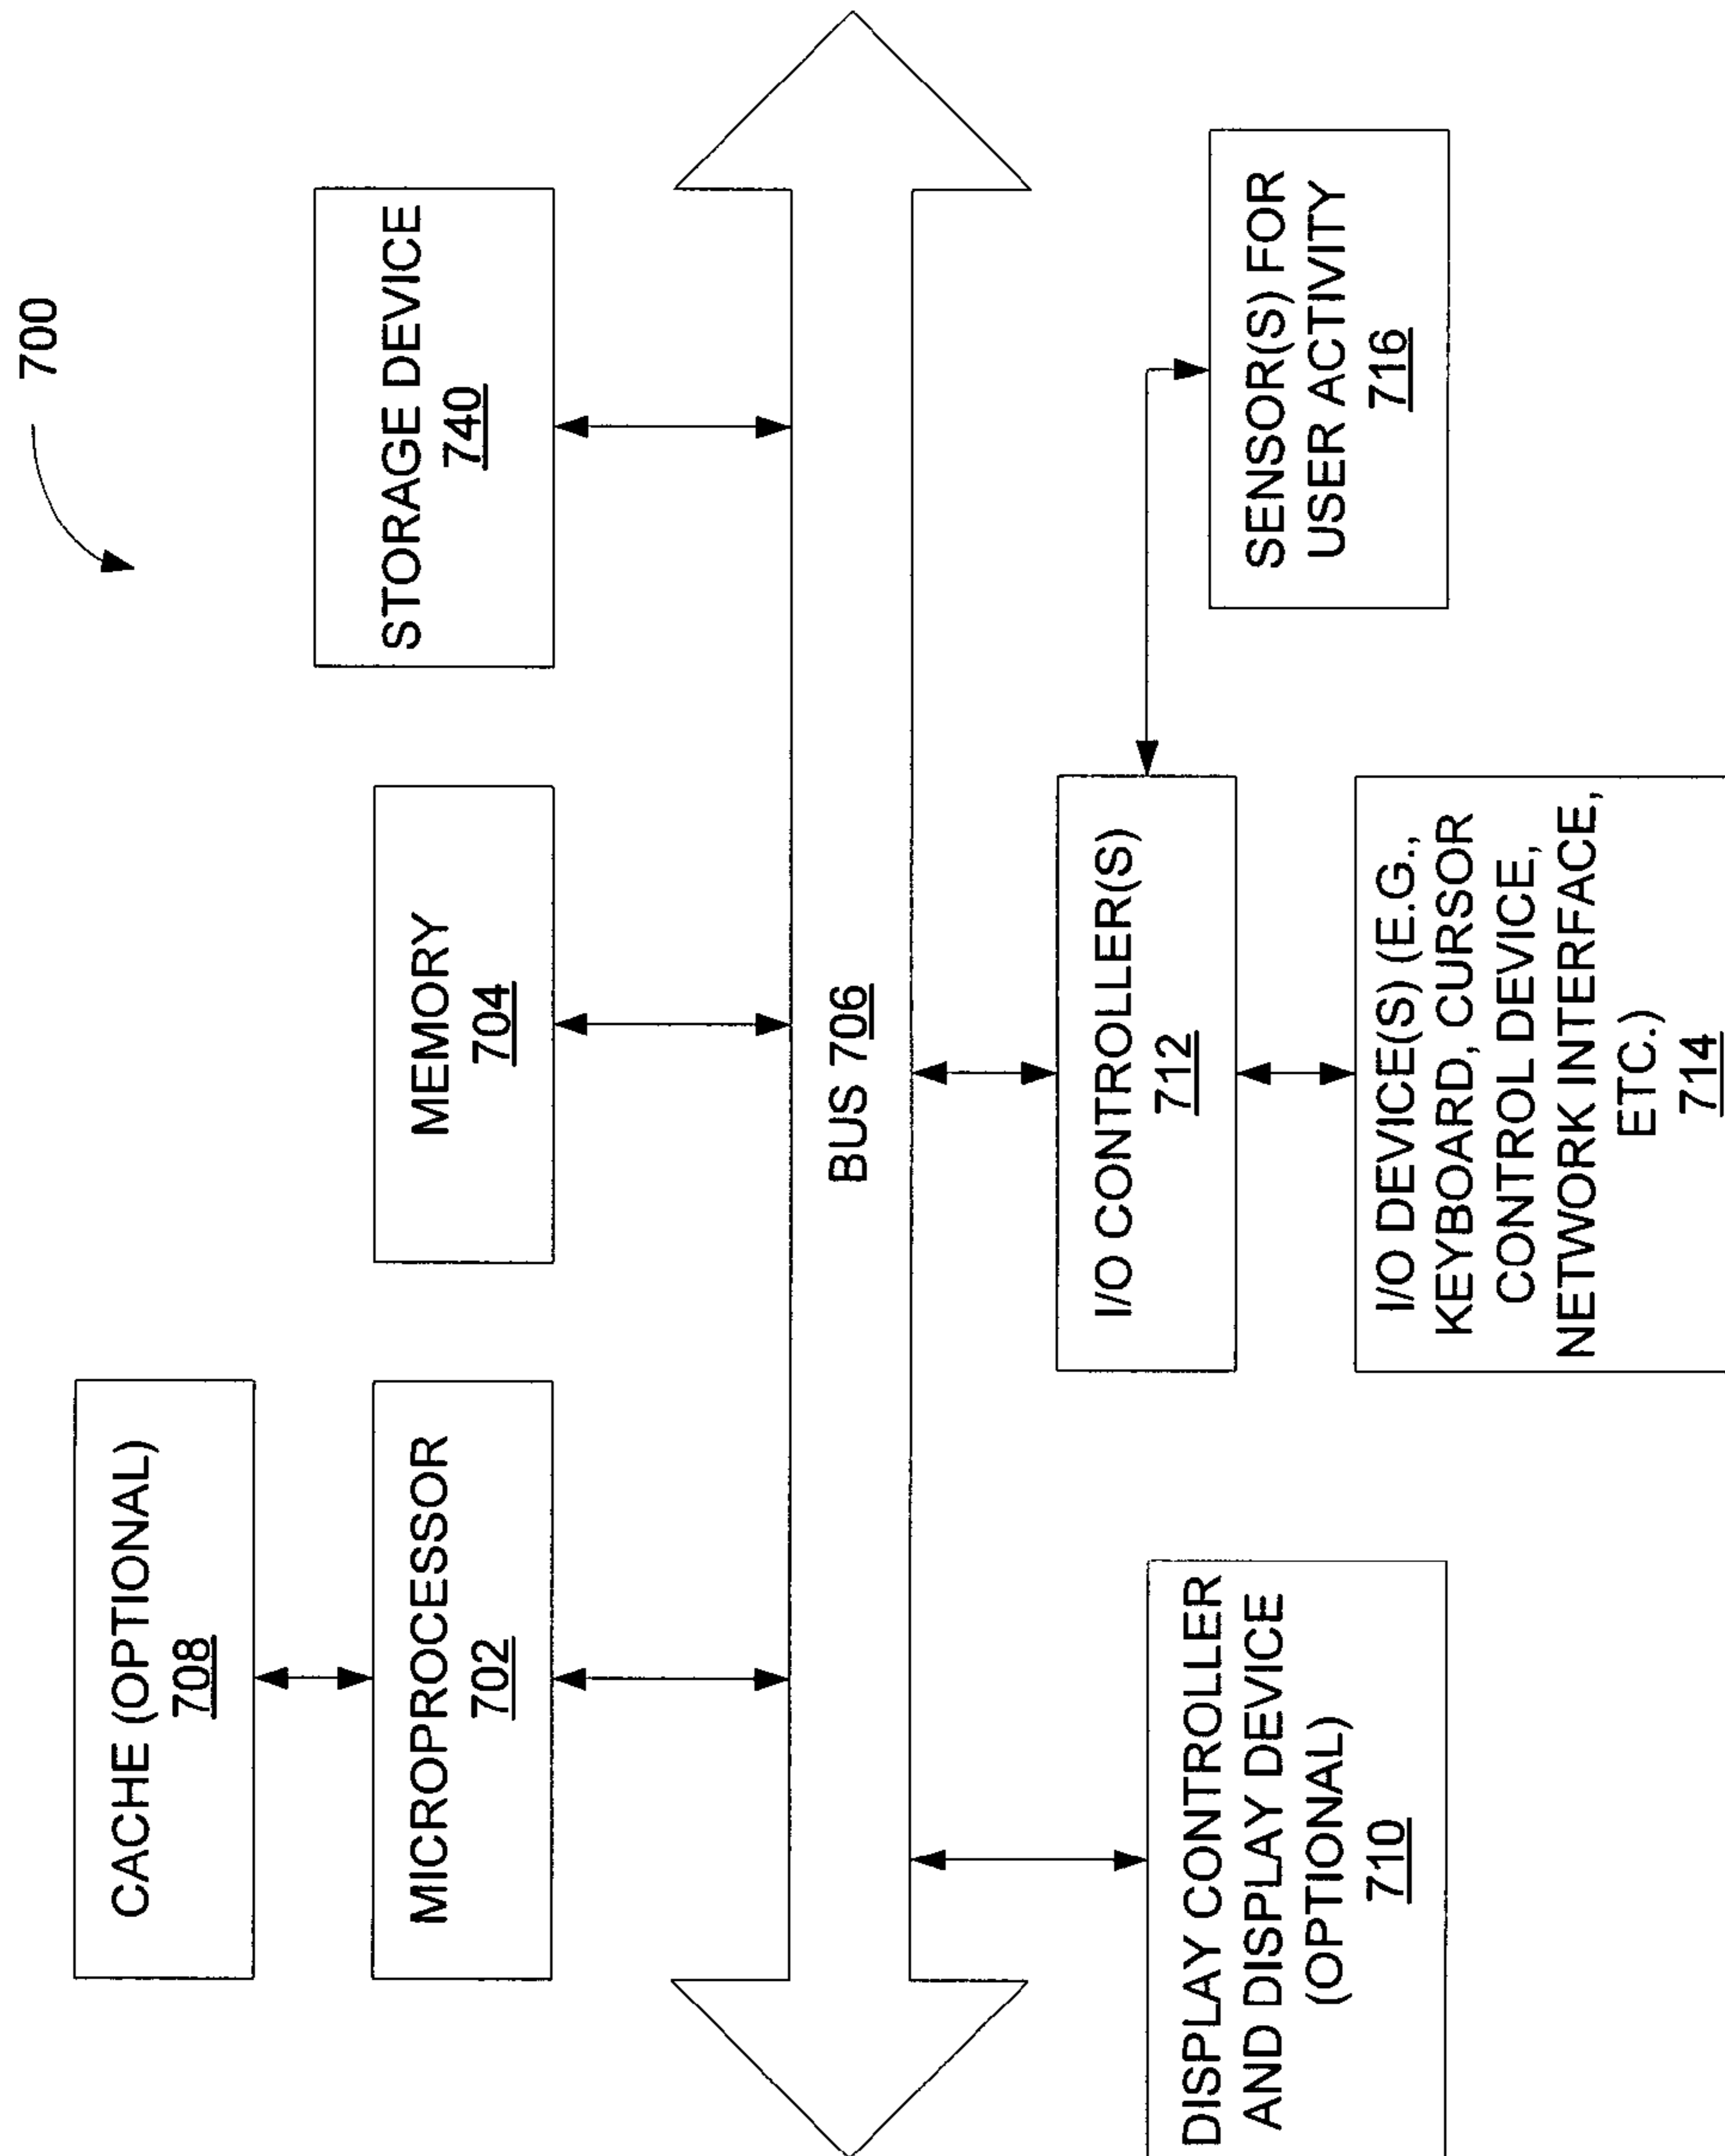 700
CACHE (OPTIONAL)
708
MICROPROCESSOR
702
MEMORY
704
STORAGE DEVICE
740
BUS 706
DISPLAY CONTROLLER
AND DISPLAY DEVICE
(OPTIONAL)
710
I/O CONTROLLER(S)
712
SENSOR(S) FOR
USER ACTIVITY
716
I/O DEVICE(S) (E.G.,
KEYBOARD, CURSOR
CONTROL DEVICE,
NETWORK INTERFACE,
ETC.)
714